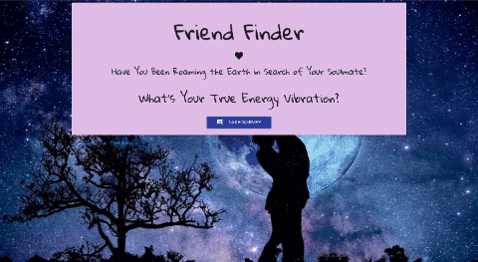 Friend Finder
Have You Been Roaming the Earth in Search of Your Soulmate?
What's Your True Energy Vibration?
TAKE SURVEY